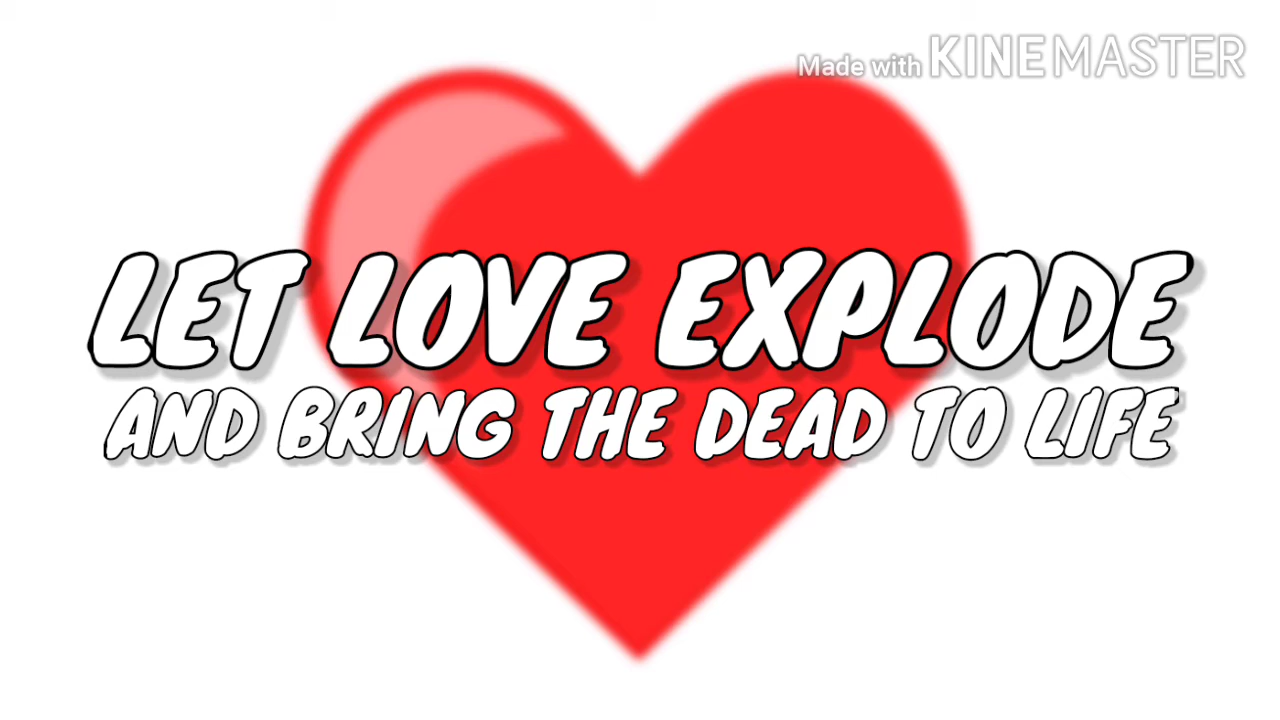 Made with KINEMASTER
LET LOVE EXPLODE
AND BRING THE DEAD TO LIFE